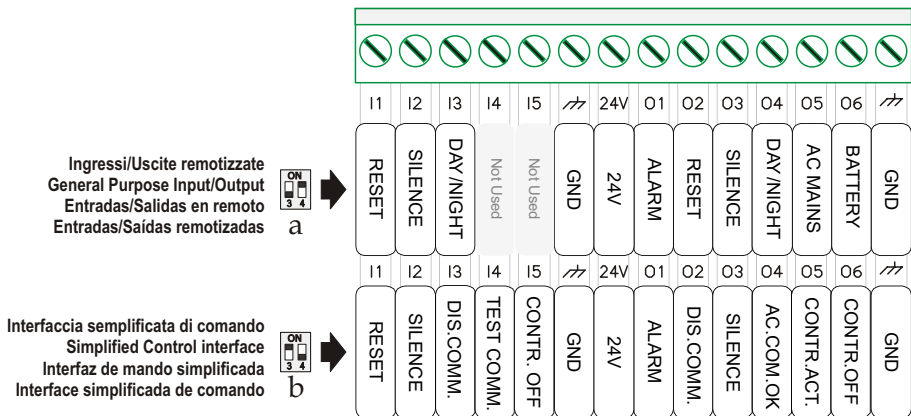 I1 I2 I3 I4 I5 24V O1 O2 O3 O4 O5 O6
Ingressi/Uscite remotizzate
General Purpose Input/Output
Entradas/Salidas en remoto
Entradas/Saídas remotizadas
ON
3 4
a
RESET
SILENCE
DAY/NIGHT
Not Used
Not Used
GND
24V
ALARM
RESET
SILENCE
DAY/NIGHT
AC MAINS
BATTERY
GND
I1 I2 I3 I4 I5 24V O1 O2 O3 O4 O5 O6
Interfaccia semplificata di comando
Simplified Control interface
Interfaz de mando simplificada
Interface simplificada de comando
ON
3 4
b
RESET
SILENCE
DIS.COMM.
TEST COMM.
CONTR. OFF
GND
24V
ALARM
DIS.COMM.
SILENCE
AC.COM.OK
CONTR.ACT.
CONTR.OFF
GND